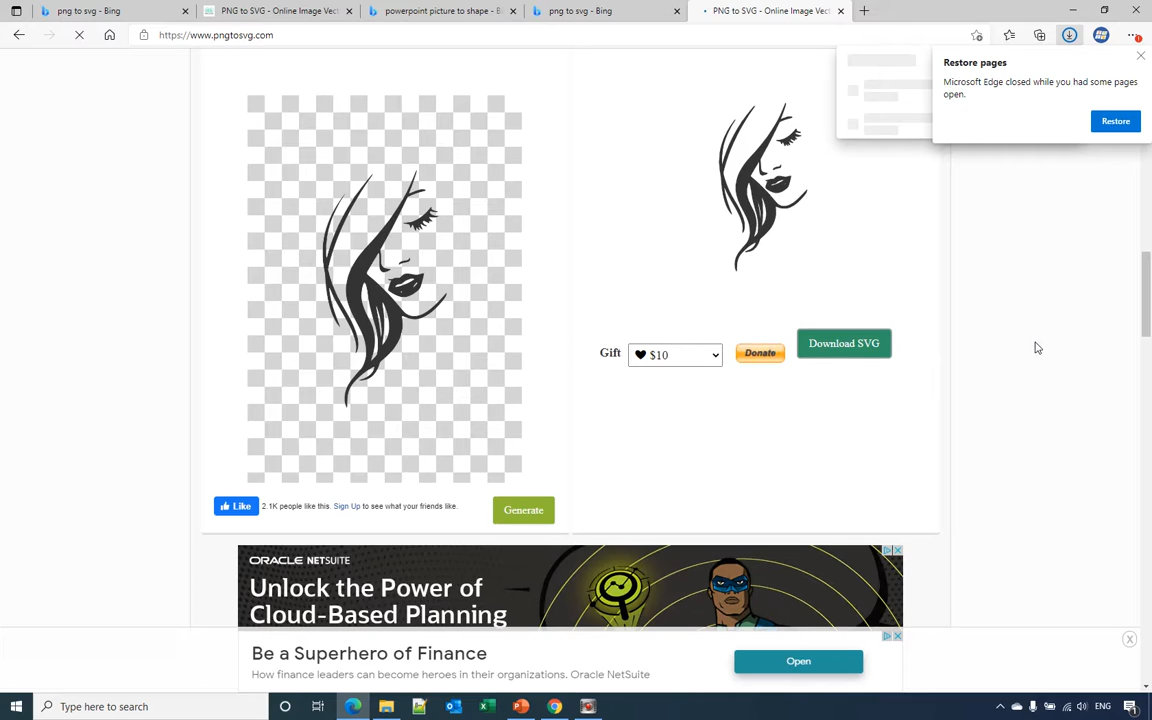 png to svg - Bing
PNG to SVG - Online Image Vect
powerpoint picture to shape - B
png to svg - Bing
PNG to SVG - Online Image Vect
https://www.pngtosvg.com
Restore pages
Microsoft Edge closed while you had some pages
open.
Restore
Gift
$10
Donate
Download SVG
Like
2.1K people like this. Sign Up to see what your friends like.
Generate
ORACLE NETSUITE
Unlock the Power of
Cloud-Based Planning
Be a Superhero of Finance
How finance leaders can become heroes in their organizations. Oracle NetSuite
Open
Type here to search
ENG